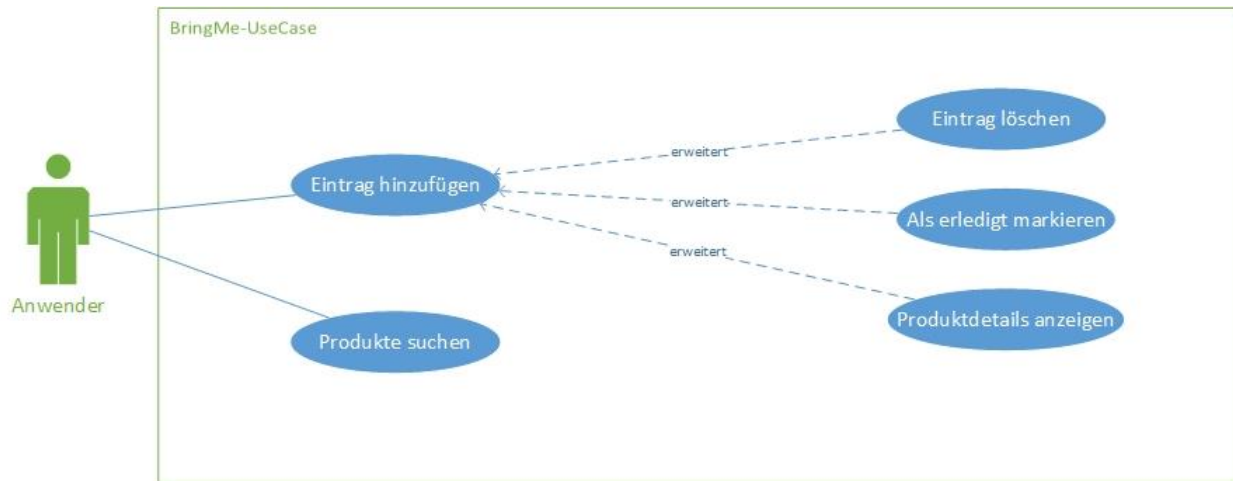 BringMe-UseCase
Eintrag löschen
erweitert
Eintrag hinzufügen
erweitert
Als erledigt markieren
erweitert
Anwender
Produktdetails anzeigen
Produkte suchen